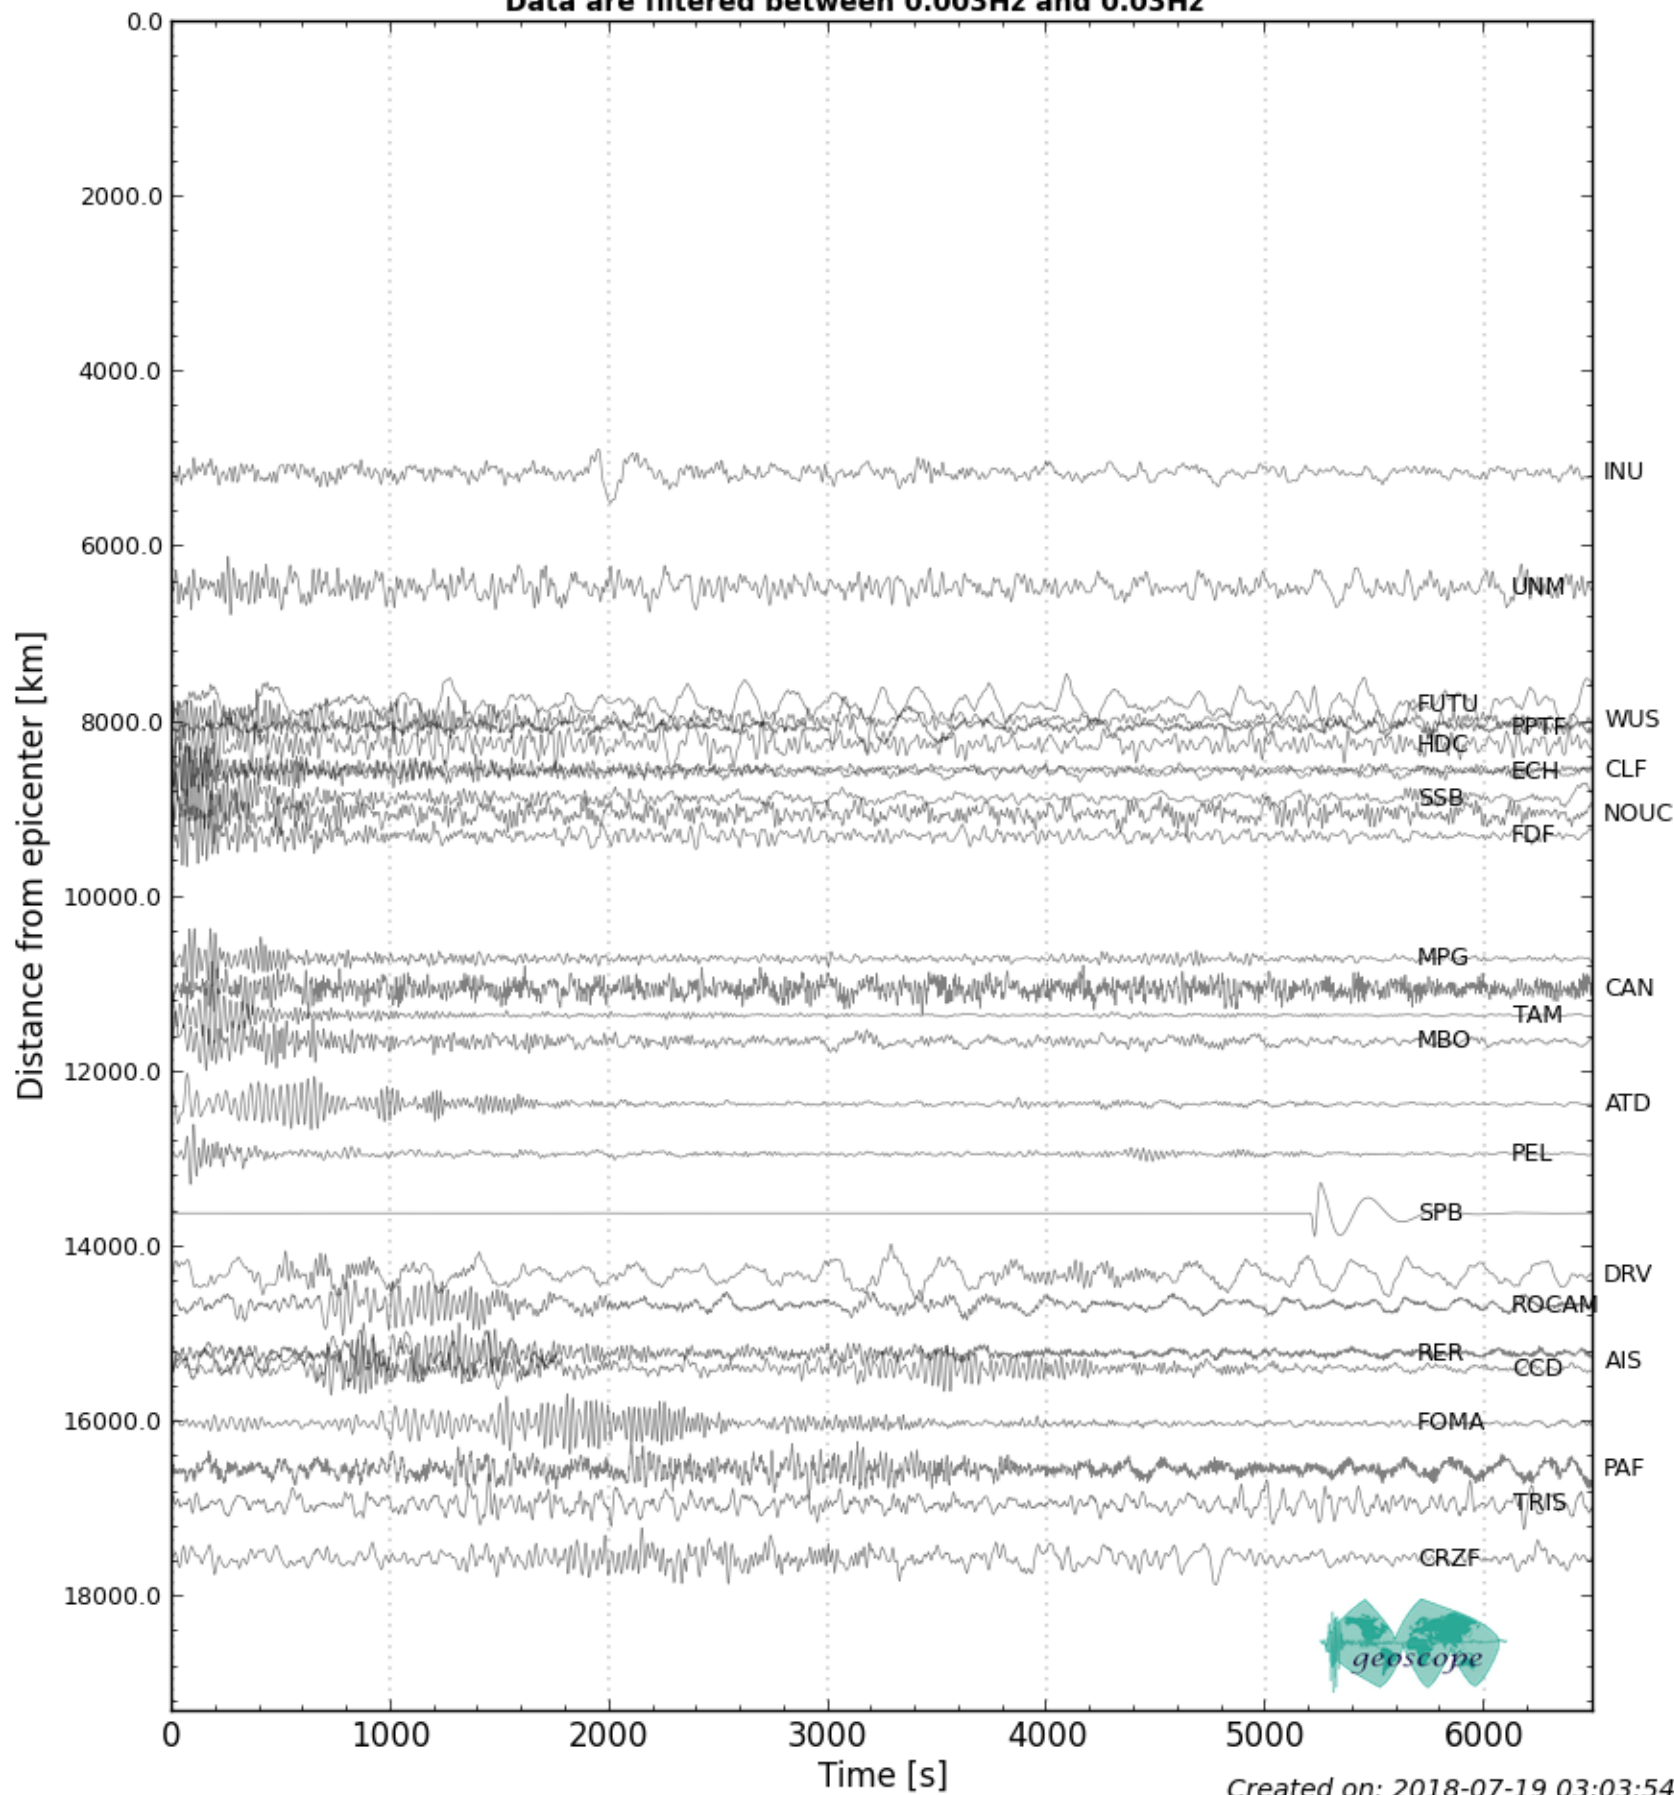 Data are filtered between 0.003Hz and 0.03Hz
0.0
2000.0
4000.0
INU
6000.0
UNM
FUTU
8000.0
WUS
PPTF
HDC
ECH
CLF
SSB
NOUC
FDF
10000.0
MPG
CAN
TAM
MBO
12000.0
ATD
PEL
SPB
14000.0
DRV
ROCAM
RER
AIS
CCD
16000.0
FOMA
PAF
TRIS
CRZF
18000.0
geoscope
Distance from epicenter [km]
0 1000 2000 3000 4000 5000 6000
Time [s]
Created on: 2018-07-19 03:03:54